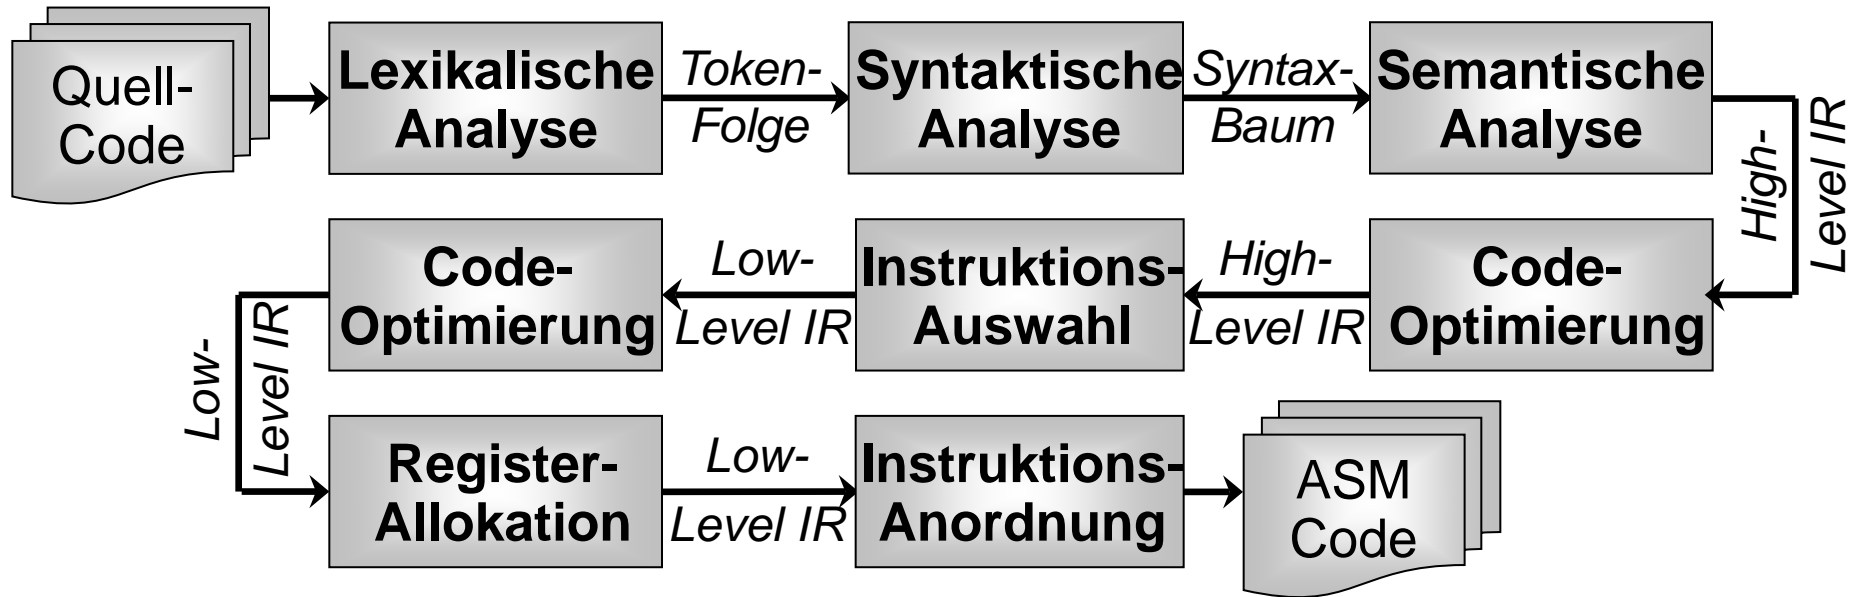 Quell-
Code
Lexikalische
Analyse
Token-
Folge
Syntaktische
Analyse
Syntax-
Baum
Semantische
Analyse
High-
Level IR
Code-
Optimierung
High-
Level IR
Instruktions-
Auswahl
Low-
Level IR
Code-
Optimierung
Low-
Level IR
Register-
Allokation
Low-
Level IR
Instruktions-
Anordnung
ASM
Code